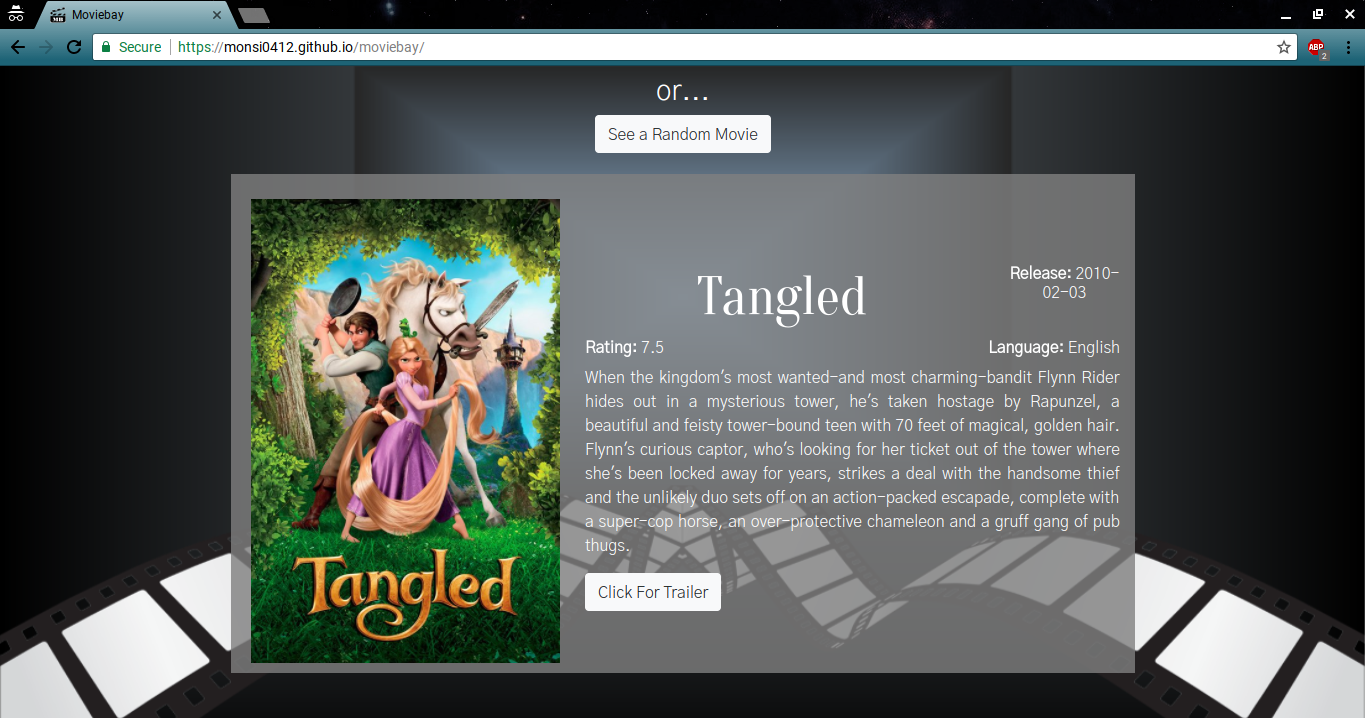 Moviebay
Secure
https://monsi0412.github.io/moviebay/
ABP
2
or...
See a Random Movie
Tangled
Release: 2010-
02-03
Rating: 7.5
Language: English
When the kingdom's most wanted-and most charming-bandit Flynn Rider
hides out in a mysterious tower, he's taken hostage by Rapunzel, a
beautiful and feisty tower-bound teen with 70 feet of magical, golden hair.
Flynn's curious captor, who's looking for her ticket out of the tower where
she's been locked away for years, strikes a deal with the handsome thief
and the unlikely duo sets off on an action-packed escapade, complete with
a super-cop horse, an over-protective chameleon and a gruff gang of pub
thugs.
Click For Trailer
Tangled